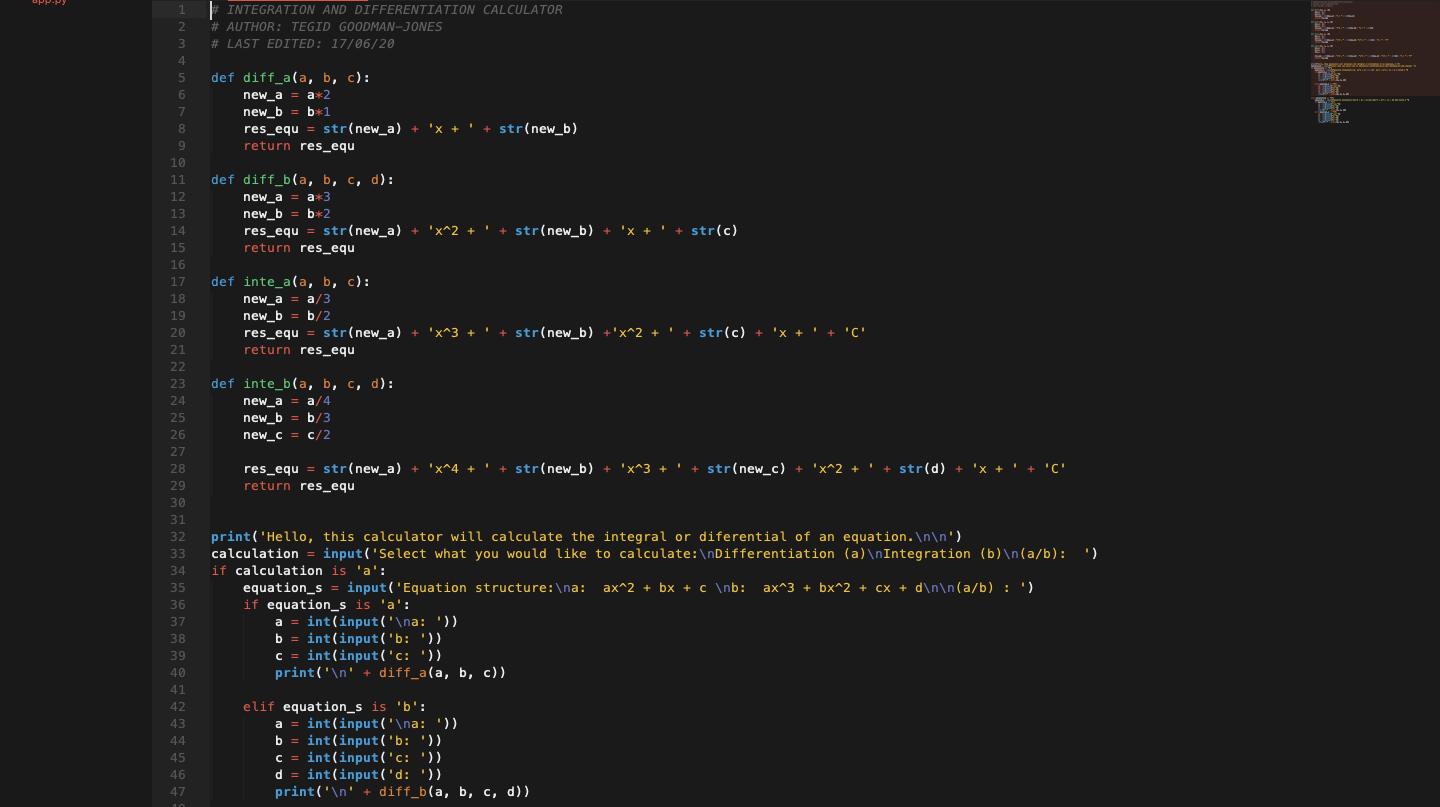 app.py
1 # INTEGRATION AND DIFFERENTIATION CALCULATOR
2 # AUTHOR: TEGID GOODMAN-JONES
3 # LAST EDITED: 17/06/20
4
5 def diff_a(a, b, c):
6     new_a = a*2
7     new_b = b*1
8     res_equ = str(new_a) + 'x + ' + str(new_b)
9     return res_equ
10
11 def diff_b(a, b, c, d):
12     new_a = a*3
13     new_b = b*2
14     res_equ = str(new_a) + 'x^2 + ' + str(new_b) + 'x + ' + str(c)
15     return res_equ
16
17 def inte_a(a, b, c):
18     new_a = a/3
19     new_b = b/2
20     res_equ = str(new_a) + 'x^3 + ' + str(new_b) +'x^2 + ' + str(c) + 'x + ' + 'C'
21     return res_equ
22
23 def inte_b(a, b, c, d):
24     new_a = a/4
25     new_b = b/3
26     new_c = c/2
27
28     res_equ = str(new_a) + 'x^4 + ' + str(new_b) + 'x^3 + ' + str(new_c) + 'x^2 + ' + str(d) + 'x + ' + 'C'
29     return res_equ
30
31
32 print('Hello, this calculator will calculate the integral or diferential of an equation.\n\n')
33 calculation = input('Select what you would like to calculate:\nDifferentiation (a)\nIntegration (b)\n(a/b):  ')
34 if calculation is 'a':
35     equation_s = input('Equation structure:\na:  ax^2 + bx + c \nb:  ax^3 + bx^2 + cx + d\n\n(a/b) : ')
36     if equation_s is 'a':
37         a = int(input('\na: '))
38         b = int(input('b: '))
39         c = int(input('c: '))
40         print('\n' + diff_a(a, b, c))
41
42     elif equation_s is 'b':
43         a = int(input('\na: '))
44         b = int(input('b: '))
45         c = int(input('c: '))
46         d = int(input('d: '))
47         print('\n' + diff_b(a, b, c, d))